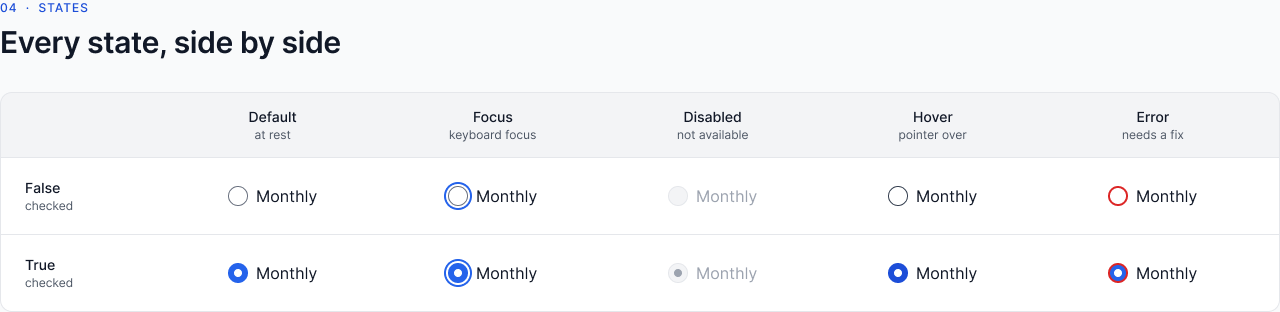 04 · STATES
Every state, side by side
Default Focus Disabled Hover Error
at rest keyboard focus not available pointer over needs a fix
False
checked
Monthly Monthly Monthly Monthly Monthly
True
checked
Monthly Monthly Monthly Monthly Monthly